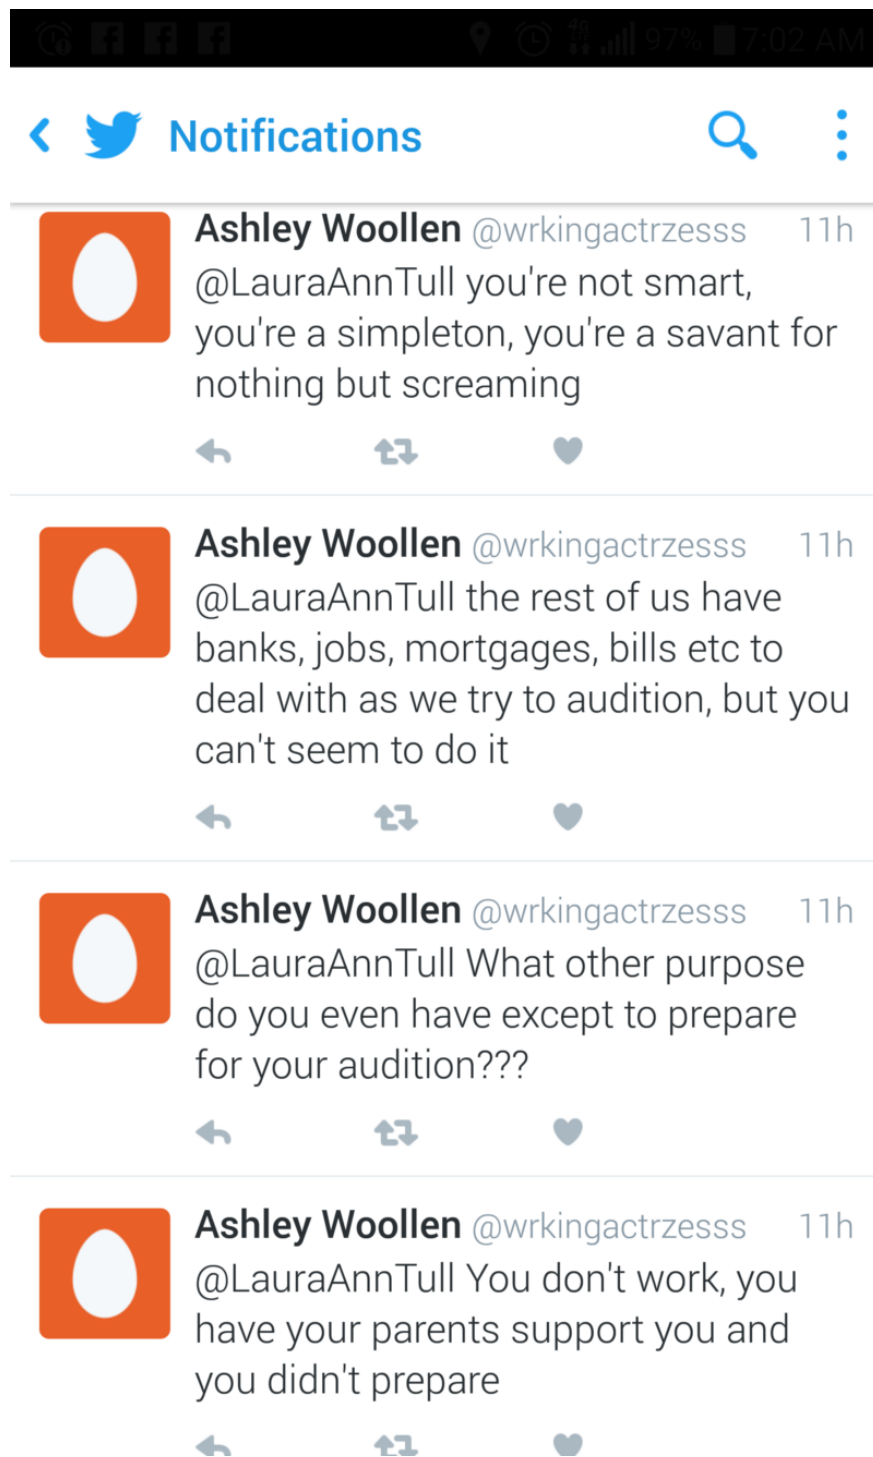 97% 7:02 AM
Notifications
Ashley Woollen @wrkingactrzesss 11h
@LauraAnnTull you're not smart,
you're a simpleton, you're a savant for
nothing but screaming
Ashley Woollen @wrkingactrzesss 11h
@LauraAnnTull the rest of us have
banks, jobs, mortgages, bills etc to
deal with as we try to audition, but you
can't seem to do it
Ashley Woollen @wrkingactrzesss 11h
@LauraAnnTull What other purpose
do you even have except to prepare
for your audition???
Ashley Woollen @wrkingactrzesss 11h
@LauraAnnTull You don't work, you
have your parents support you and
you didn't prepare